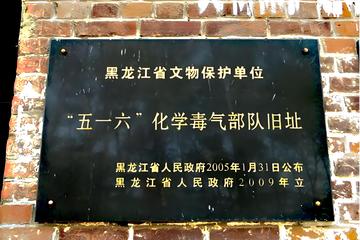 黑龙江省文物保护单位
“五一六”化学毒气部队旧址
黑龙江省人民政府2005年1月31日公布
黑龙江省人民政府2009年立